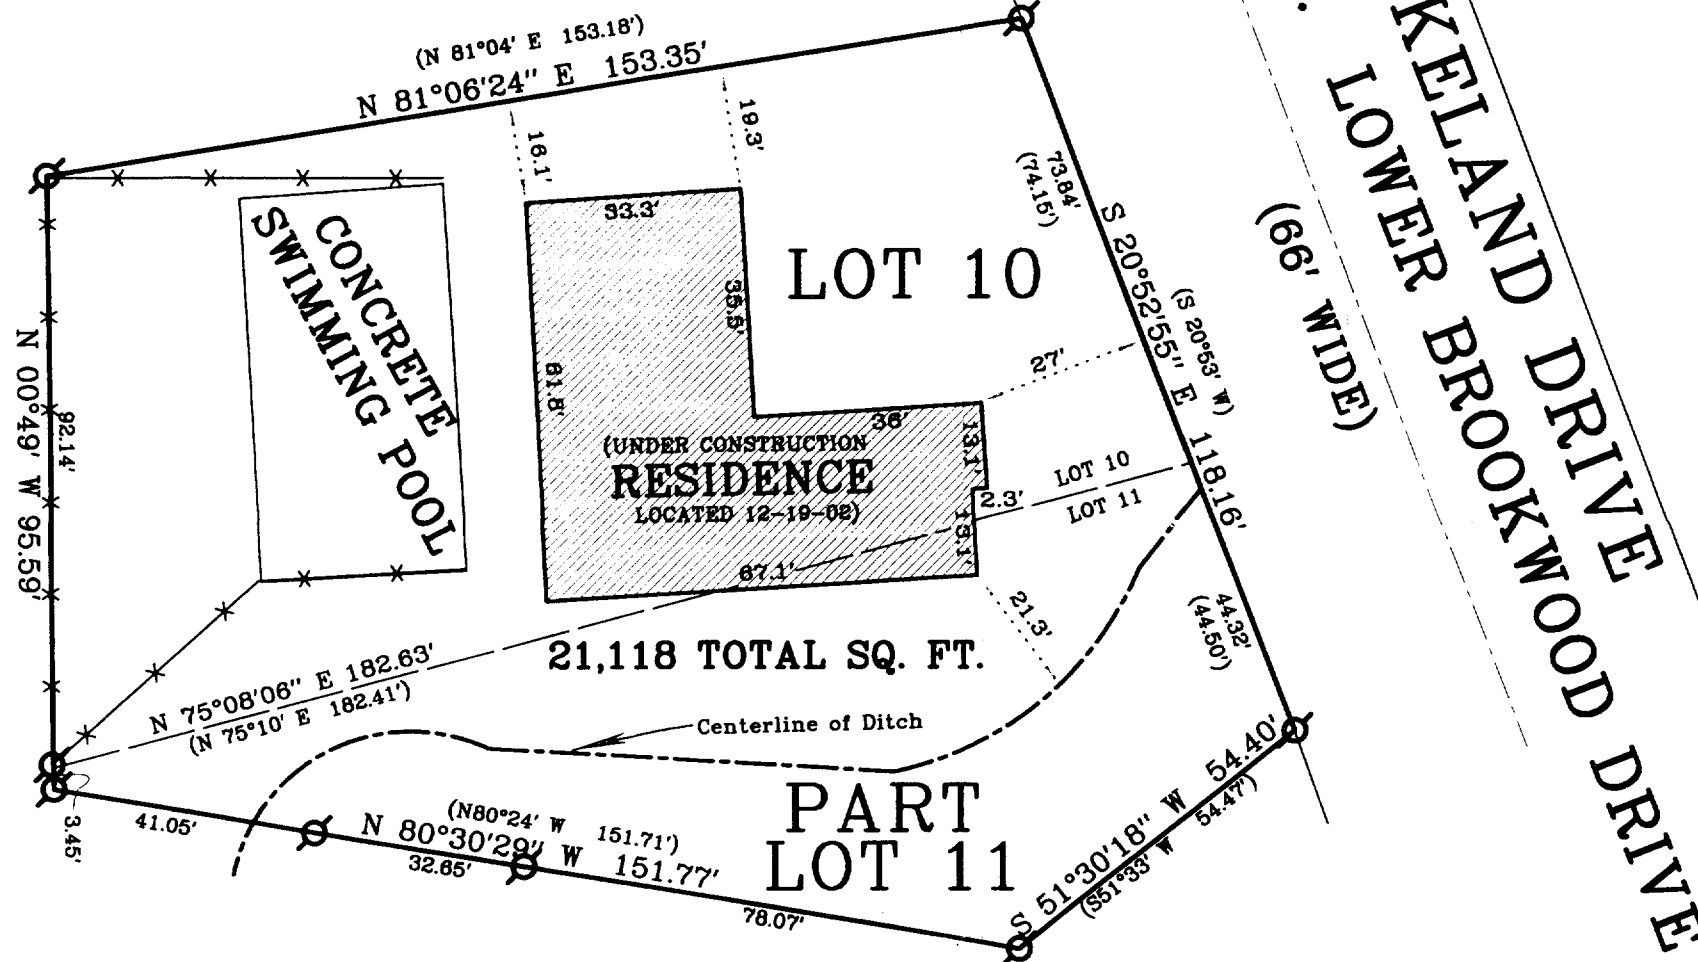 (N 81°04' E 153.18')
N 81°06'24" E 153.35'
16.1'
19.3'
33.3'
CONCRETE
SWIMMING POOL
LOT 10
35.5'
61.8'
36'
(UNDER CONSTRUCTION
RESIDENCE
LOCATED 12-19-02)
13.1'
2.3'
13.1'
67.1'
27'
LOT 10
LOT 11
73.84'
(74.15')
S 20°52'55" E 118.16'
(S 20°53' W)
44.32'
(44.50')
N 00°49' W 95.59'
92.14'
3.45'
21.3'
21,118 TOTAL SQ. FT.
N 75°08'06" E 182.63'
(N 75°10' E 182.41')
Centerline of Ditch
PART
LOT 11
41.05'
(N80°24' W 151.71')
N 80°30'29" W 151.77'
32.65'
78.07'
S 51°30'18" W 54.40'
(S51°33' W 54.47')
KELAND DRIVE
LOWER BROOKWOOD DRIVE
(66' WIDE)